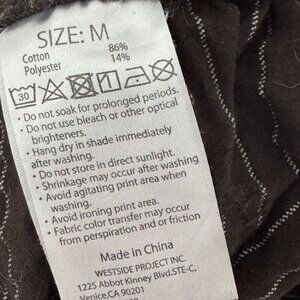 SIZE: M
Cotton 86%
Polyester 14%
30
• Do not soak for prolonged periods.
• Do not use bleach or other optical
brighteners.
• Hang dry in shade immediately
after washing.
• Do not store in direct sunlight.
• Shrinkage may occur after washing
• Avoid agitating print area when
washing.
• Avoid ironing print area.
• Fabric color transfer may occur
from perspiration and or friction.
Made in China
WESTSIDE PROJECT INC.
1225 Abbot Kinney Blvd.STE-C,
Venice,CA 90201